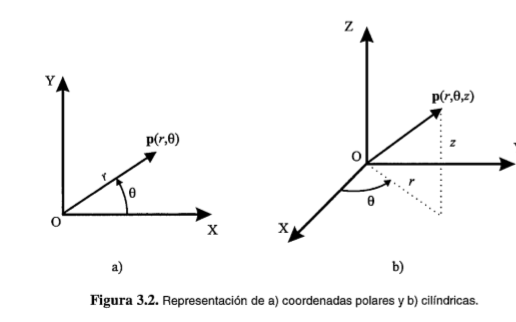 Y
p(r,θ)
r
θ
O
X
a)
Z
p(r,θ,z)
z
O
r
θ
X
b)
Figura 3.2. Representación de a) coordenadas polares y b) cilíndricas.